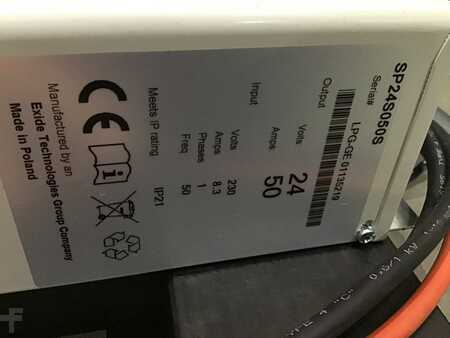 SP24S050S
Serial#
LPG-GE 01135219
Output
Volts 24
Amps 50
Input
Volts 230
Amps 8.3
Phases 1
Freq 50
Meets IP rating IP21
CE
Manufactured by an
Exide Technologies Group Company
Made in Poland